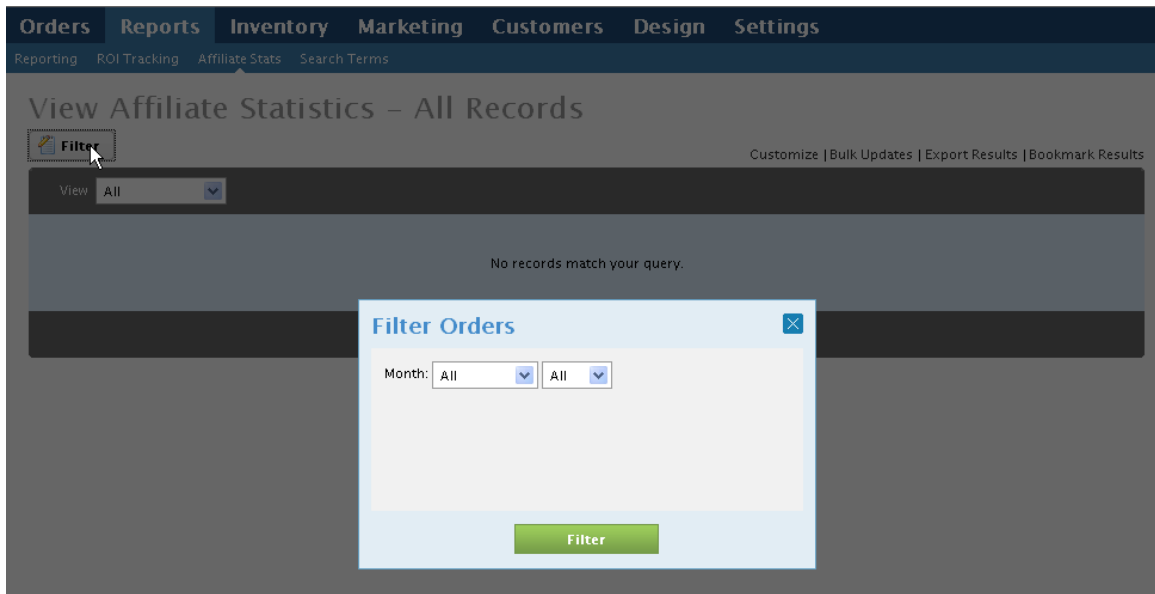 Orders Reports Inventory Marketing Customers Design Settings
Reporting ROI Tracking Affiliate Stats Search Terms
View Affiliate Statistics – All Records
Filter
Customize | Bulk Updates | Export Results | Bookmark Results
View All
No records match your query.
Filter Orders
Month: All All
Filter